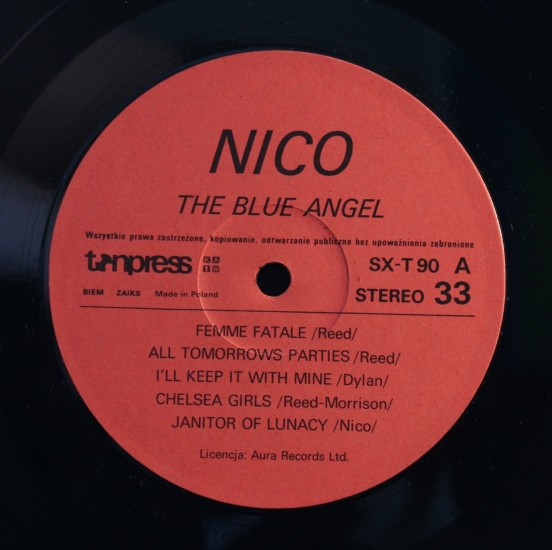 NICO
THE BLUE ANGEL
Wszystkie prawa zastrzeżone, kopiowanie, odtwarzanie publiczne bez upoważnienia zabronione
tonpress KAW
SX-T 90 A
BIEM ZAIKS Made in Poland
STEREO 33
FEMME FATALE /Reed/
ALL TOMORROWS PARTIES /Reed/
I'LL KEEP IT WITH MINE /Dylan/
CHELSEA GIRLS /Reed-Morrison/
JANITOR OF LUNACY /Nico/
Licencja: Aura Records Ltd.